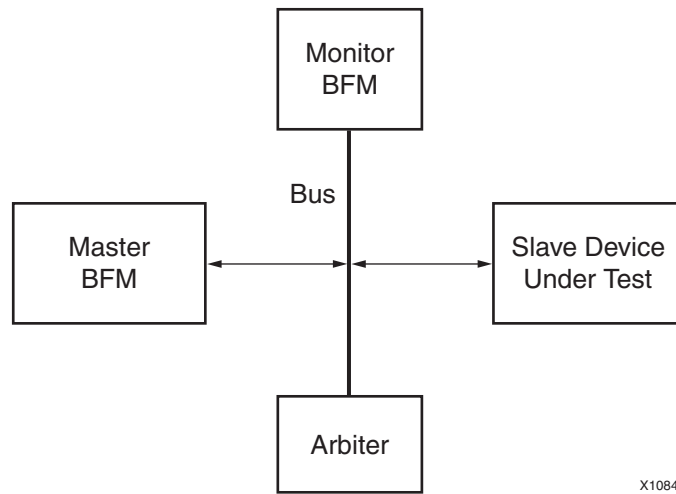 Monitor
BFM
Bus
Master
BFM
Slave Device
Under Test
Arbiter
X1084